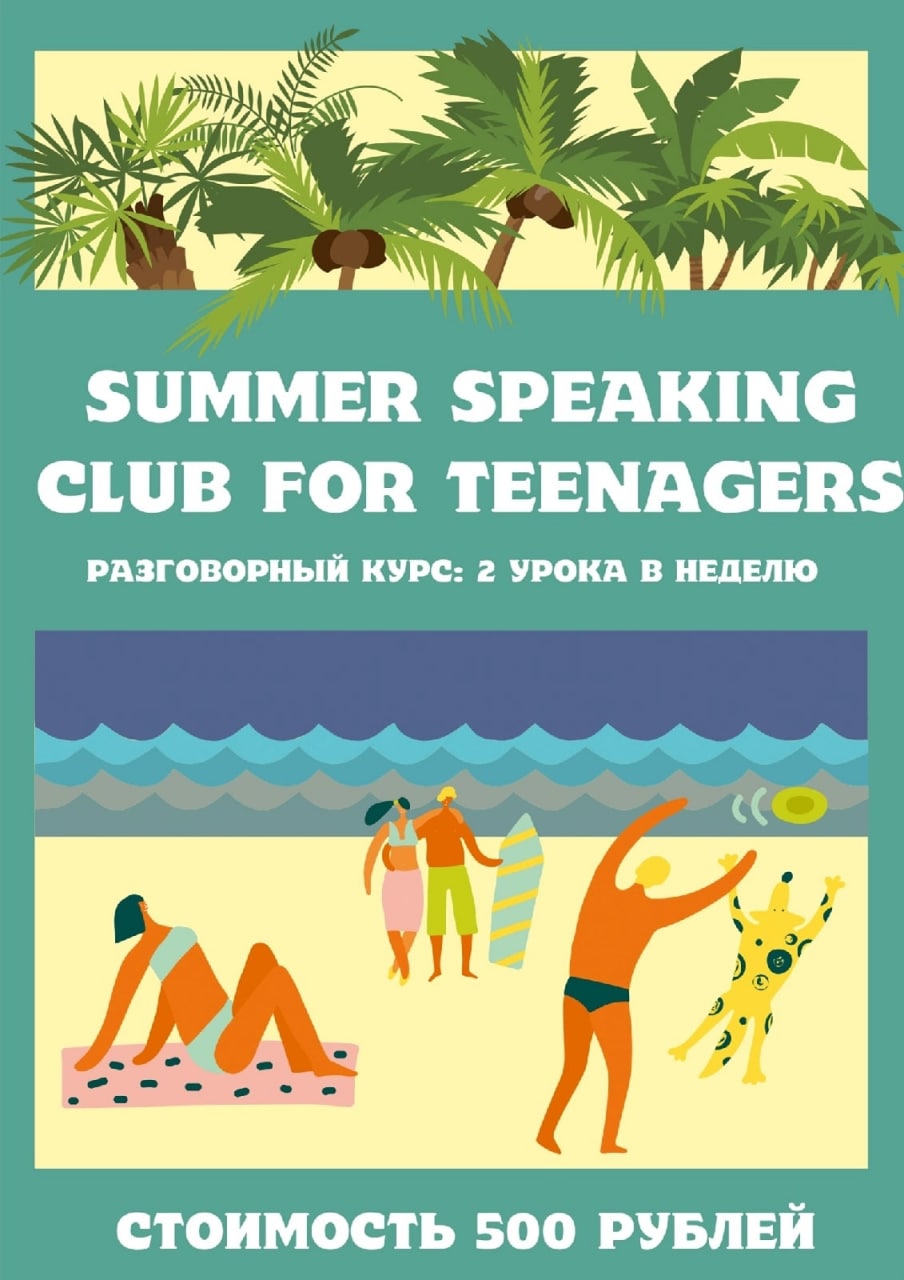 SUMMER SPEAKING
CLUB FOR TEENAGERS
РАЗГОВОРНЫЙ КУРС: 2 УРОКА В НЕДЕЛЮ
СТОИМОСТЬ 500 РУБЛЕЙ